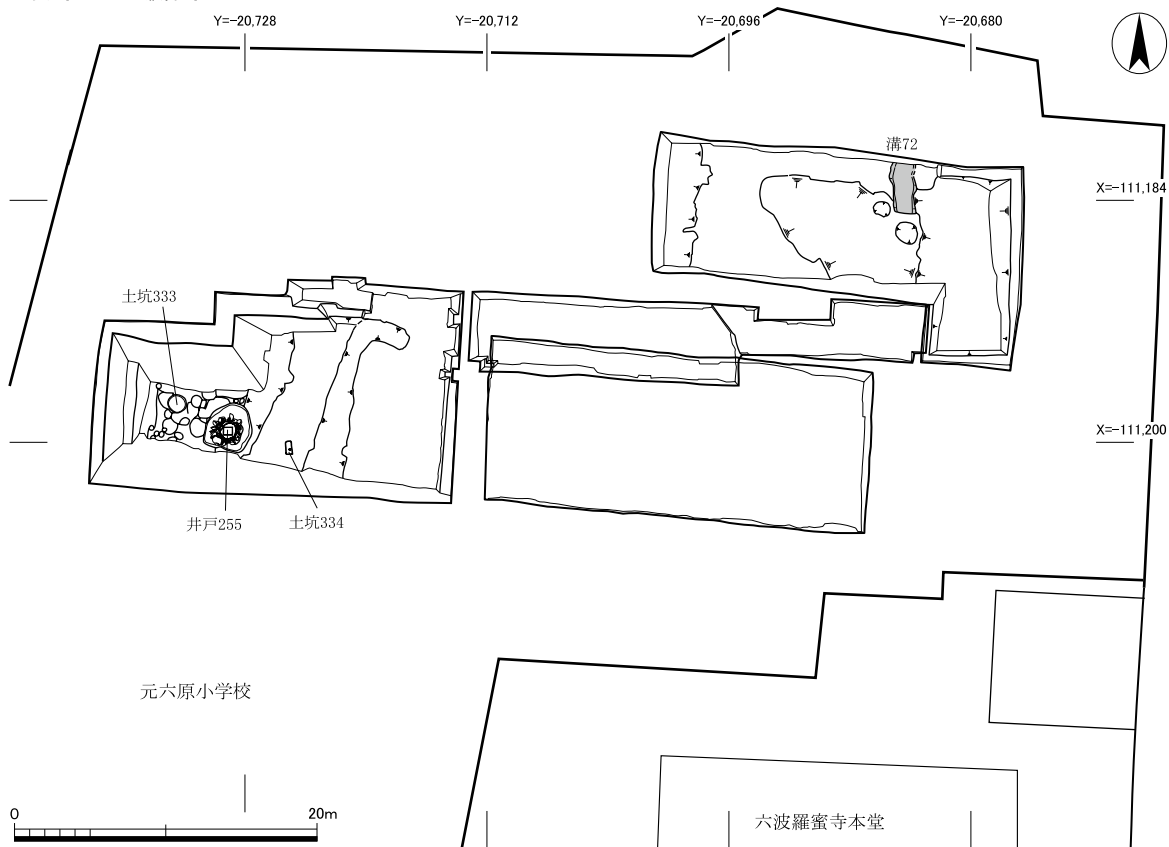 Y=−20,728
Y=−20,712
Y=−20,696
Y=−20,680
溝72
X=−111,184
土坑333
X=−111,200
井戸255
土坑334
元六原小学校
0
20m
六波羅蜜寺本堂